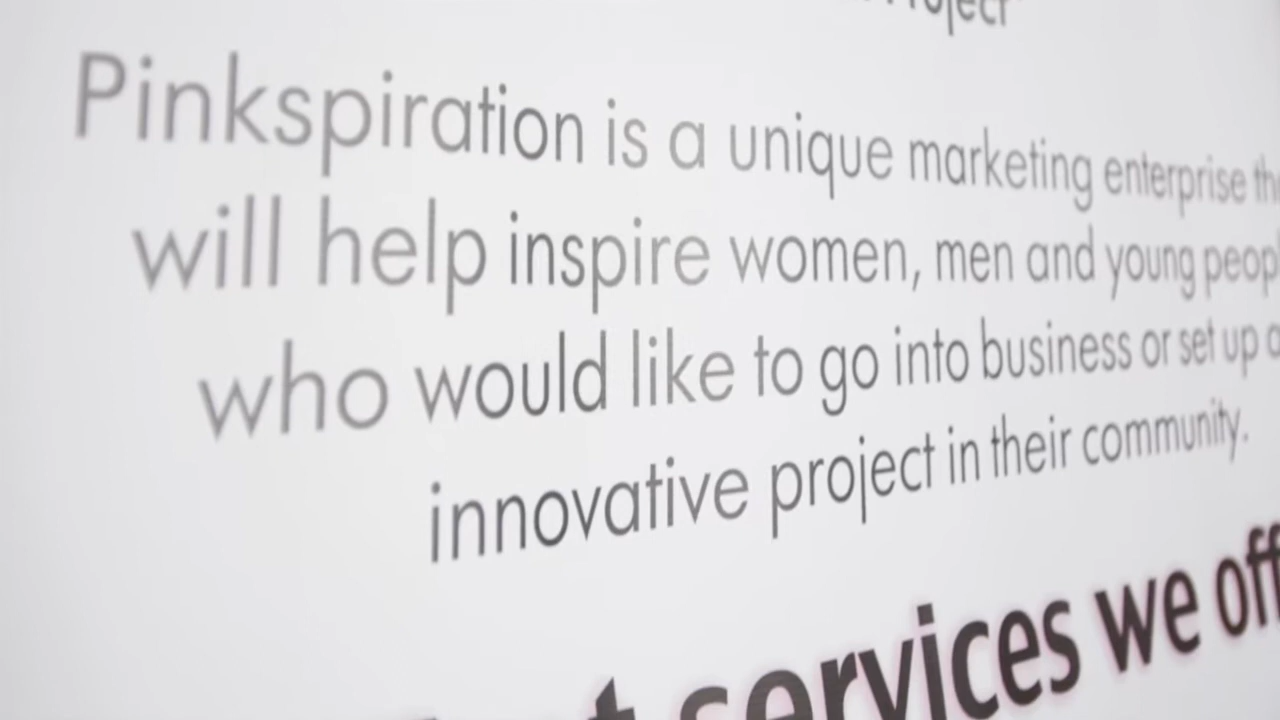 Pinkspiration is a unique marketing enterprise
will help inspire women, men and young
who would like to go into business or set up
innovative project in their community.
services we